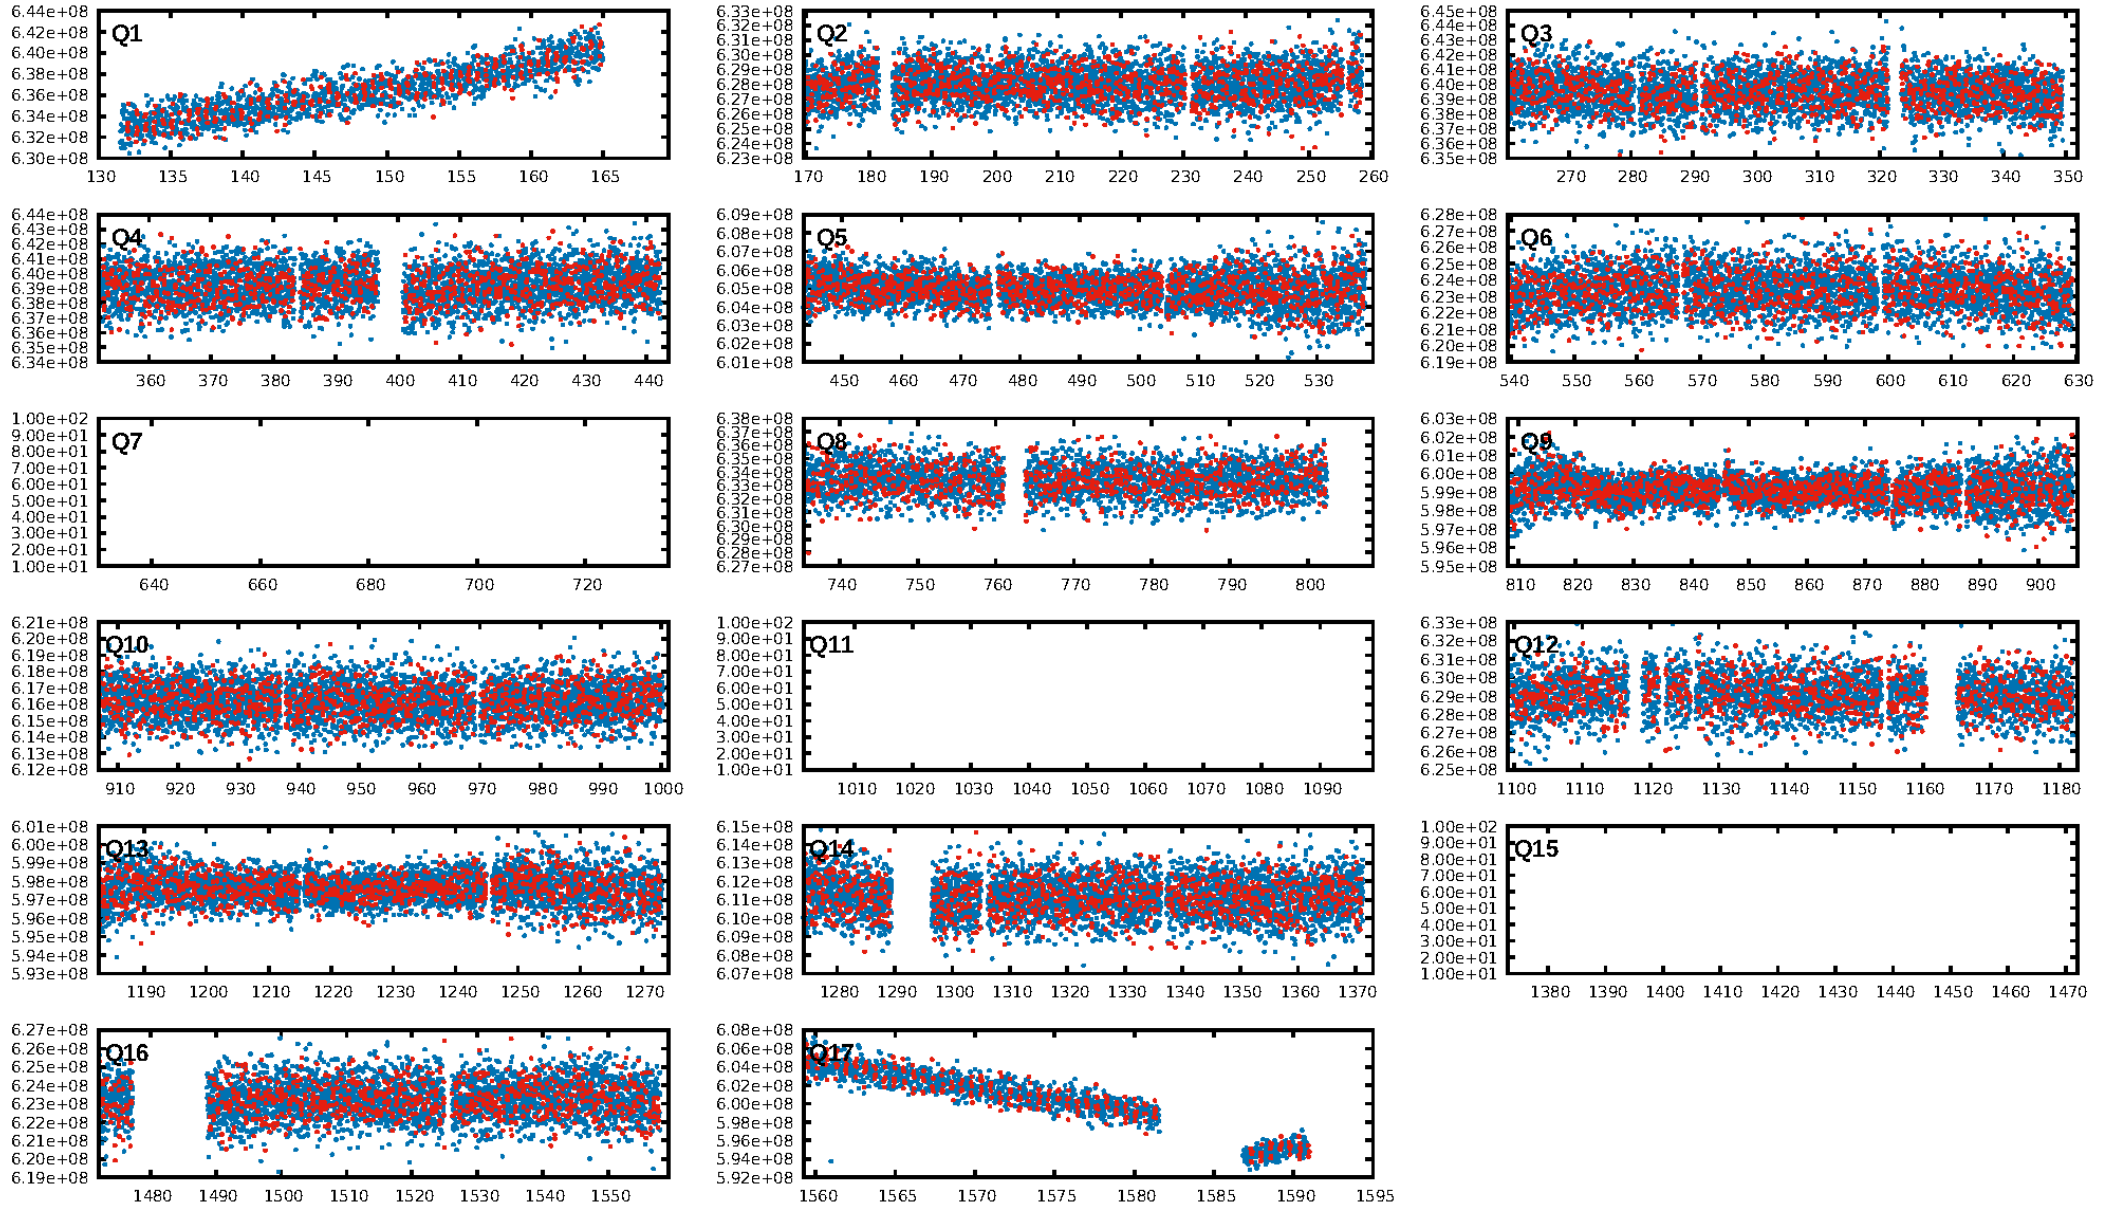 Q1
6.44e+08
6.42e+08
6.40e+08
6.38e+08
6.36e+08
6.34e+08
6.32e+08
6.30e+08
130 135 140 145 150 155 160 165
Q2
6.33e+08
6.32e+08
6.31e+08
6.30e+08
6.29e+08
6.28e+08
6.27e+08
6.26e+08
6.25e+08
6.24e+08
6.23e+08
170 180 190 200 210 220 230 240 250 260
Q3
6.45e+08
6.44e+08
6.43e+08
6.42e+08
6.41e+08
6.40e+08
6.39e+08
6.38e+08
6.37e+08
6.36e+08
6.35e+08
270 280 290 300 310 320 330 340 350
Q4
6.44e+08
6.43e+08
6.42e+08
6.41e+08
6.40e+08
6.39e+08
6.38e+08
6.37e+08
6.36e+08
6.35e+08
6.34e+08
360 370 380 390 400 410 420 430 440
Q5
6.09e+08
6.08e+08
6.07e+08
6.06e+08
6.05e+08
6.04e+08
6.03e+08
6.02e+08
6.01e+08
450 460 470 480 490 500 510 520 530
Q6
6.28e+08
6.27e+08
6.26e+08
6.25e+08
6.24e+08
6.23e+08
6.22e+08
6.21e+08
6.20e+08
6.19e+08
540 550 560 570 580 590 600 610 620 630
Q7
1.00e+02
9.00e+01
8.00e+01
7.00e+01
6.00e+01
5.00e+01
4.00e+01
3.00e+01
2.00e+01
1.00e+01
640 660 680 700 720
Q8
6.38e+08
6.37e+08
6.36e+08
6.35e+08
6.34e+08
6.33e+08
6.32e+08
6.31e+08
6.30e+08
6.29e+08
6.28e+08
6.27e+08
740 750 760 770 780 790 800
Q9
6.03e+08
6.02e+08
6.01e+08
6.00e+08
5.99e+08
5.98e+08
5.97e+08
5.96e+08
5.95e+08
810 820 830 840 850 860 870 880 890 900
Q10
6.21e+08
6.20e+08
6.19e+08
6.18e+08
6.17e+08
6.16e+08
6.15e+08
6.14e+08
6.13e+08
6.12e+08
910 920 930 940 950 960 970 980 990 1000
Q11
1.00e+02
9.00e+01
8.00e+01
7.00e+01
6.00e+01
5.00e+01
4.00e+01
3.00e+01
2.00e+01
1.00e+01
1010 1020 1030 1040 1050 1060 1070 1080 1090
Q12
6.33e+08
6.32e+08
6.31e+08
6.30e+08
6.29e+08
6.28e+08
6.27e+08
6.26e+08
6.25e+08
1100 1110 1120 1130 1140 1150 1160 1170 1180
Q13
6.01e+08
6.00e+08
5.99e+08
5.98e+08
5.97e+08
5.96e+08
5.95e+08
5.94e+08
5.93e+08
1190 1200 1210 1220 1230 1240 1250 1260 1270
Q14
6.15e+08
6.14e+08
6.13e+08
6.12e+08
6.11e+08
6.10e+08
6.09e+08
6.08e+08
6.07e+08
1280 1290 1300 1310 1320 1330 1340 1350 1360 1370
Q15
1.00e+02
9.00e+01
8.00e+01
7.00e+01
6.00e+01
5.00e+01
4.00e+01
3.00e+01
2.00e+01
1.00e+01
1380 1390 1400 1410 1420 1430 1440 1450 1460 1470
Q16
6.27e+08
6.26e+08
6.25e+08
6.24e+08
6.23e+08
6.22e+08
6.21e+08
6.20e+08
6.19e+08
1480 1490 1500 1510 1520 1530 1540 1550
Q17
6.08e+08
6.06e+08
6.04e+08
6.02e+08
6.00e+08
5.98e+08
5.96e+08
5.94e+08
5.92e+08
1560 1565 1570 1575 1580 1585 1590 1595